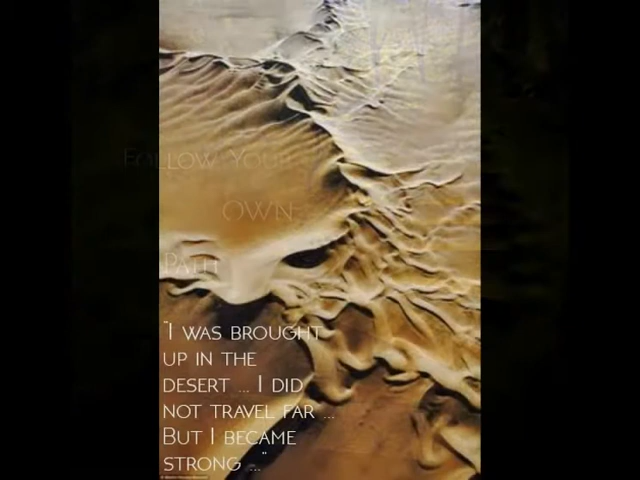 Follow Your
Own
Path
"I was brought
up in the
desert ... I did
not travel far ...
But I became
strong ..."